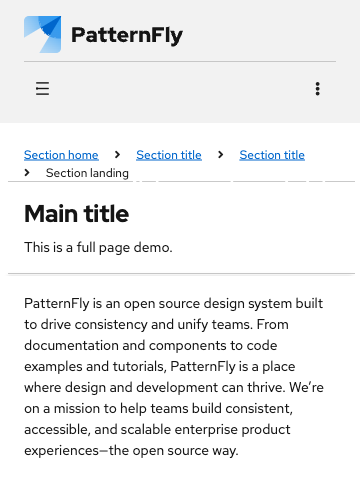 PatternFly
Section home
Section title
Section title
Section landing
Main title
This is a full page demo.
PatternFly is an open source design system built
to drive consistency and unify teams. From
documentation and components to code
examples and tutorials, PatternFly is a place
where design and development can thrive. We’re
on a mission to help teams build consistent,
accessible, and scalable enterprise product
experiences—the open source way.